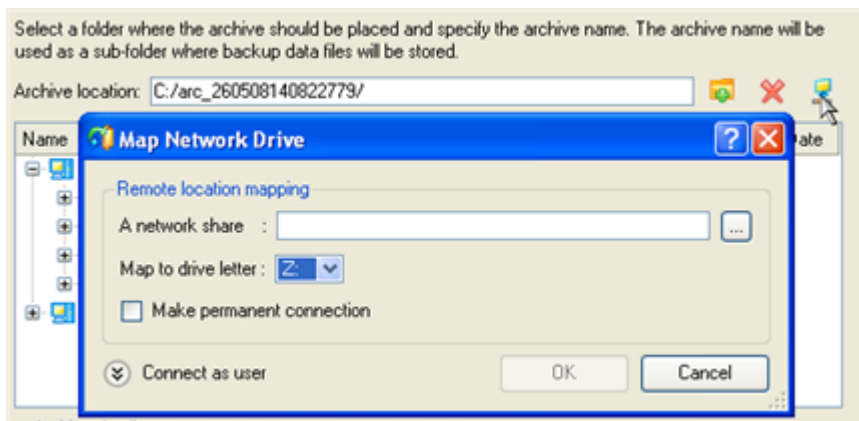 Select a folder where the archive should be placed and specify the archive name. The archive name will be
used as a sub-folder where backup data files will be stored.
Archive location: C:/arc_260508140822779/
Name ate
Map Network Drive
Remote location mapping
A network share :
...
Map to drive letter : Z:
Make permanent connection
Connect as user OK Cancel